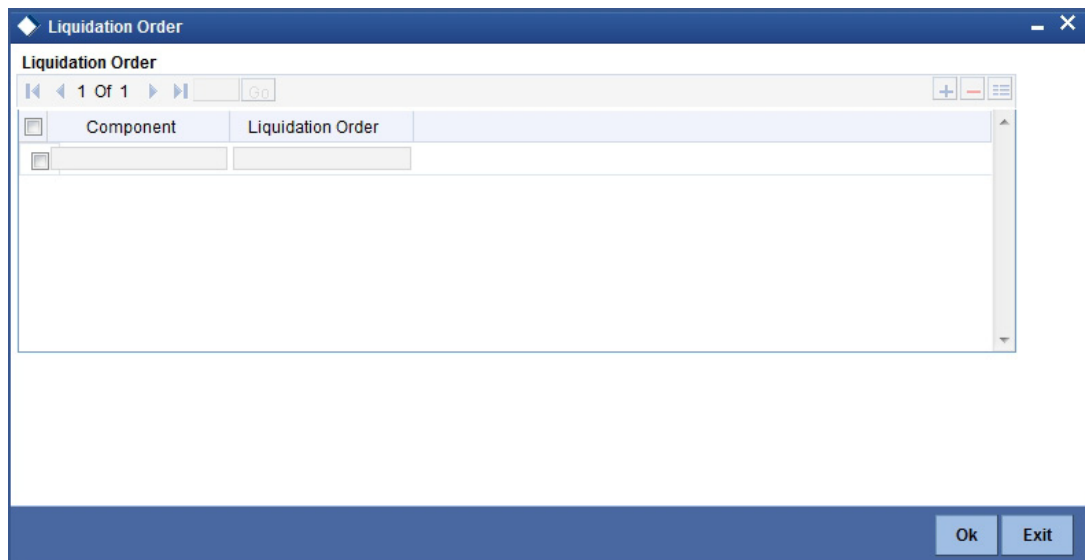 Liquidation Order
Liquidation Order
1 Of 1 Go
Component Liquidation Order
Ok Exit